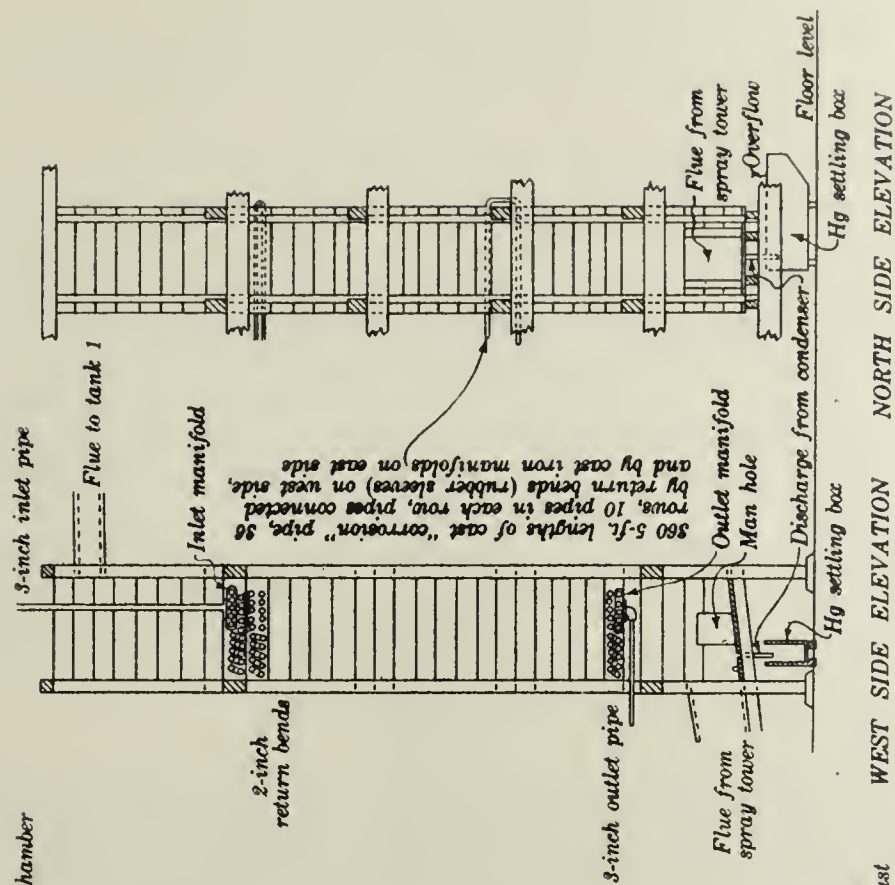 3-inch inlet pipe
Flue to tank 1
hamber
Inlet manifold
2-inch
return bends
360 5-ft. lengths of cast "corrosion" pipe, 36
rows, 10 pipes in each row, pipes connected
by return bends (rubber sleeves) on west side,
and by cast iron manifolds on east side
3-inch outlet pipe
Outlet manifold
Man hole
Discharge from condenser
Flue from
spray tower
Hg settling box
Flue from
spray tower
Overflow
Floor level
Hg settling box
WEST SIDE ELEVATION
NORTH SIDE ELEVATION